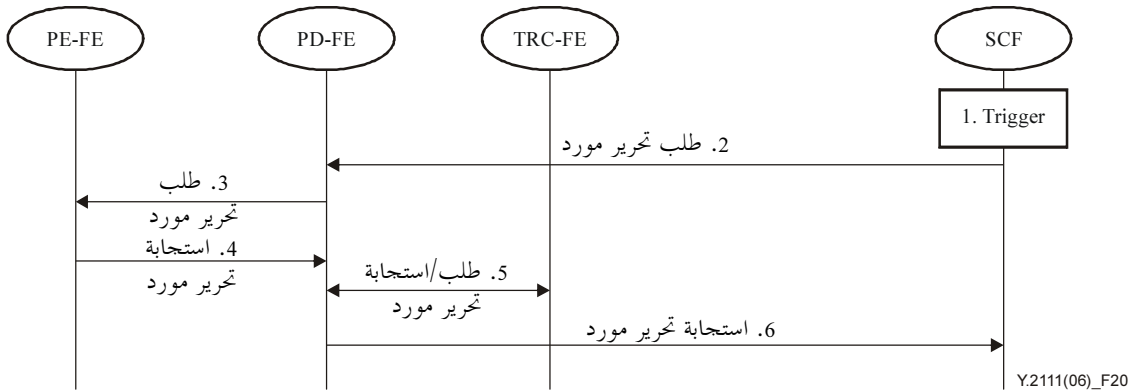 PE-FE
PD-FE
TRC-FE
SCF
1. Trigger
2. طلب تحرير مورد
3. طلب
تحرير مورد
4. استجابة
تحرير مورد
5. طلب/استجابة
تحرير مورد
6. استجابة تحرير مورد
Y.2111(06)_F20